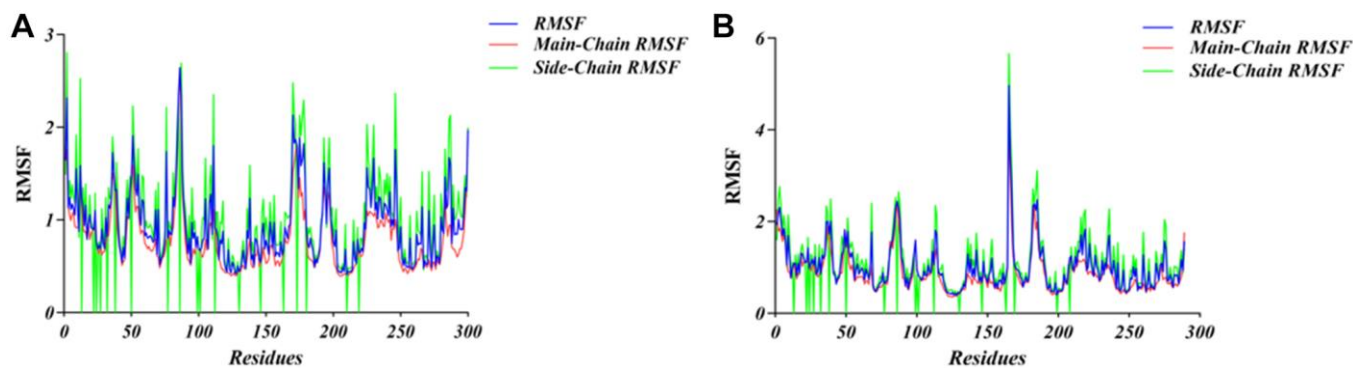 A
RMSF
Main-Chain RMSF
Side-Chain RMSF
3
2
1
0
RMSF
0 50 100 150 200 250 300
Residues
B
RMSF
Main-Chain RMSF
Side-Chain RMSF
6
4
2
0
RMSF
0 50 100 150 200 250 300
Residues